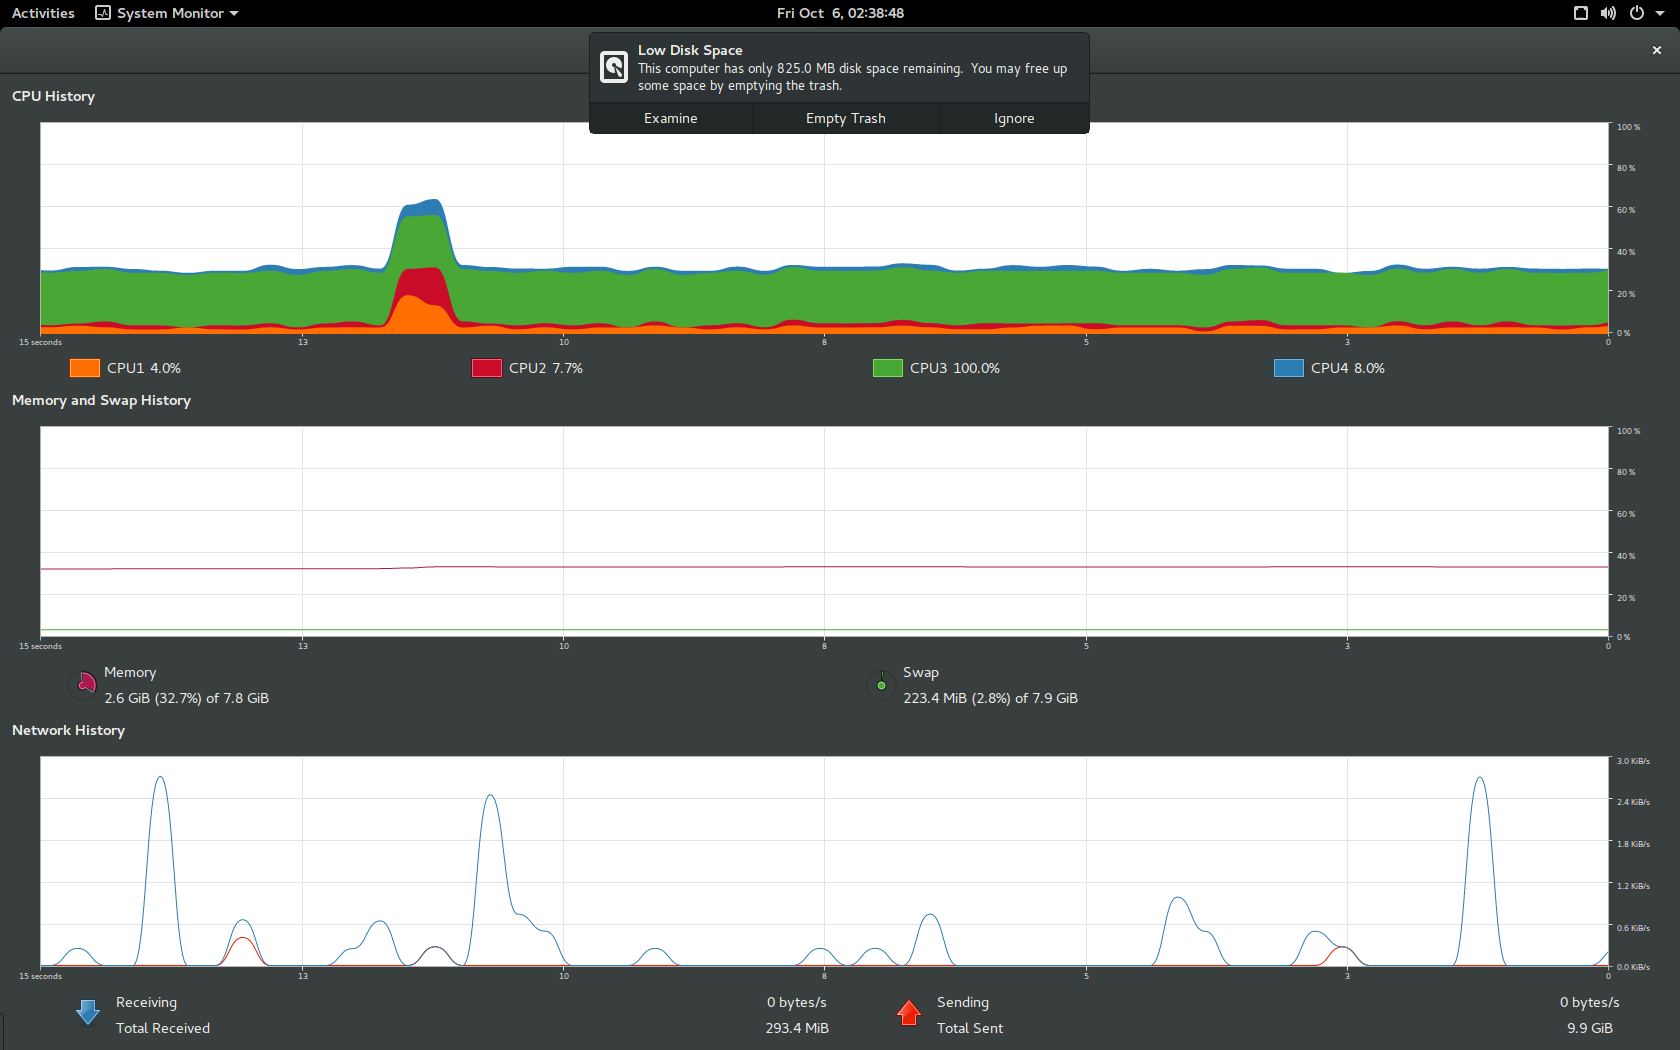 Activities
System Monitor
Fri Oct 6, 02:38:48
Low Disk Space
This computer has only 825.0 MB disk space remaining. You may free up
some space by emptying the trash.
Examine Empty Trash Ignore
CPU History
100 %
80 %
60 %
40 %
20 %
0 %
15 seconds 13 10 8 5 3 0
CPU1 4.0% CPU2 7.7% CPU3 100.0% CPU4 8.0%
Memory and Swap History
100 %
80 %
60 %
40 %
20 %
0 %
15 seconds 13 10 8 5 3 0
Memory
2.6 GiB (32.7%) of 7.8 GiB
Swap
223.4 MiB (2.8%) of 7.9 GiB
Network History
3.0 KiB/s
2.4 KiB/s
1.8 KiB/s
1.2 KiB/s
0.6 KiB/s
0.0 KiB/s
15 seconds 13 10 8 5 3 0
Receiving 0 bytes/s
Total Received 293.4 MiB
Sending 0 bytes/s
Total Sent 9.9 GiB